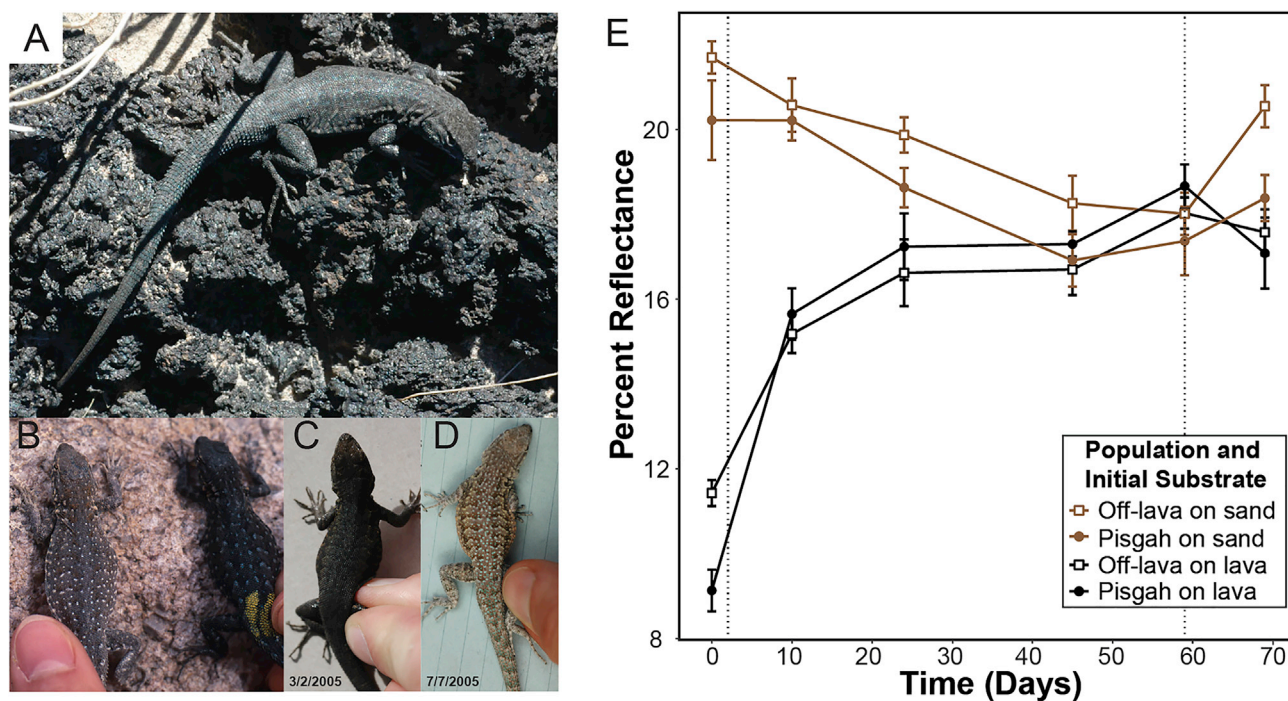 A
B
C
D
3/2/2005
7/7/2005
E
Percent Reflectance
20
16
12
8
0
10
20
30
40
50
60
70
Time (Days)
Population and
Initial Substrate
Off-lava on sand
Pisgah on sand
Off-lava on lava
Pisgah on lava